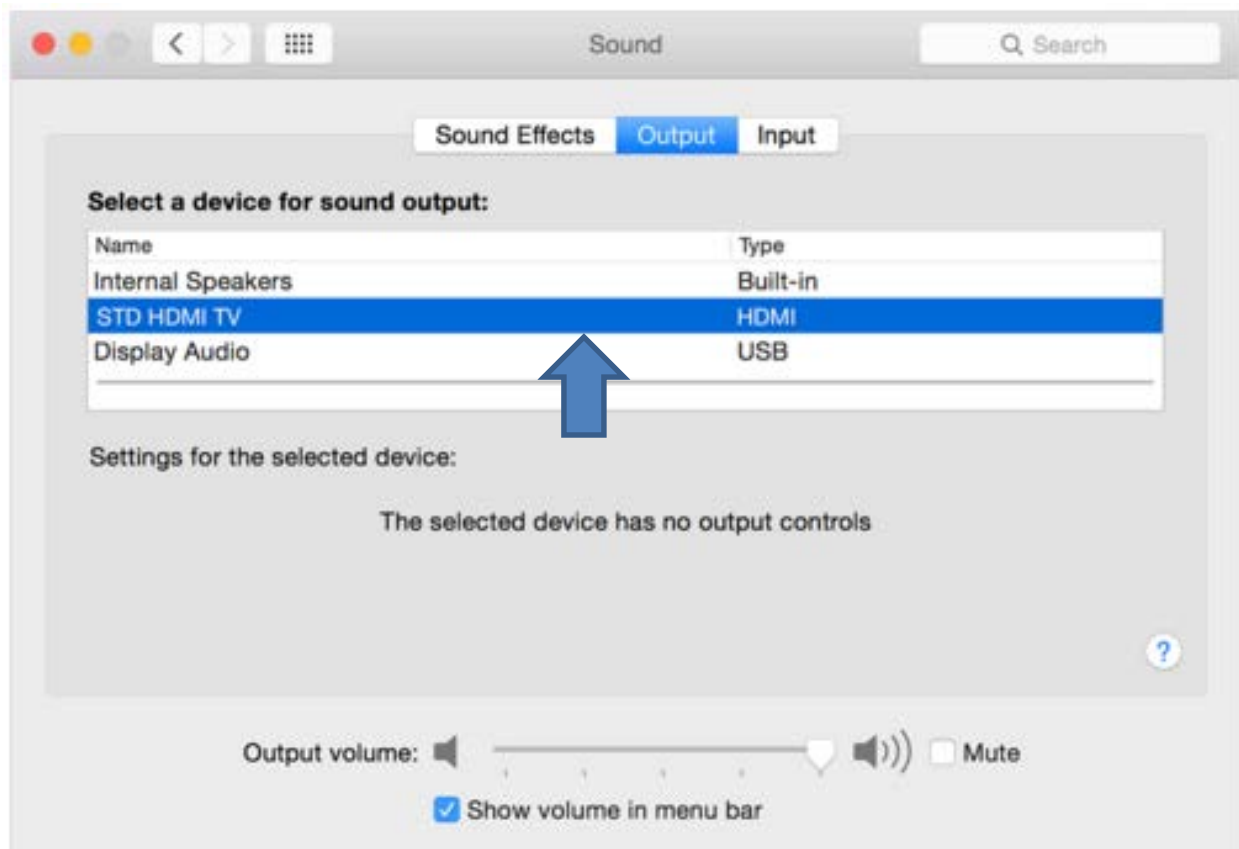 Sound
Search
Sound Effects Output Input
Select a device for sound output:
Name Type
Internal Speakers Built-in
STD HDMI TV HDMI
Display Audio USB
Settings for the selected device:
The selected device has no output controls
?
Output volume: Mute
Show volume in menu bar